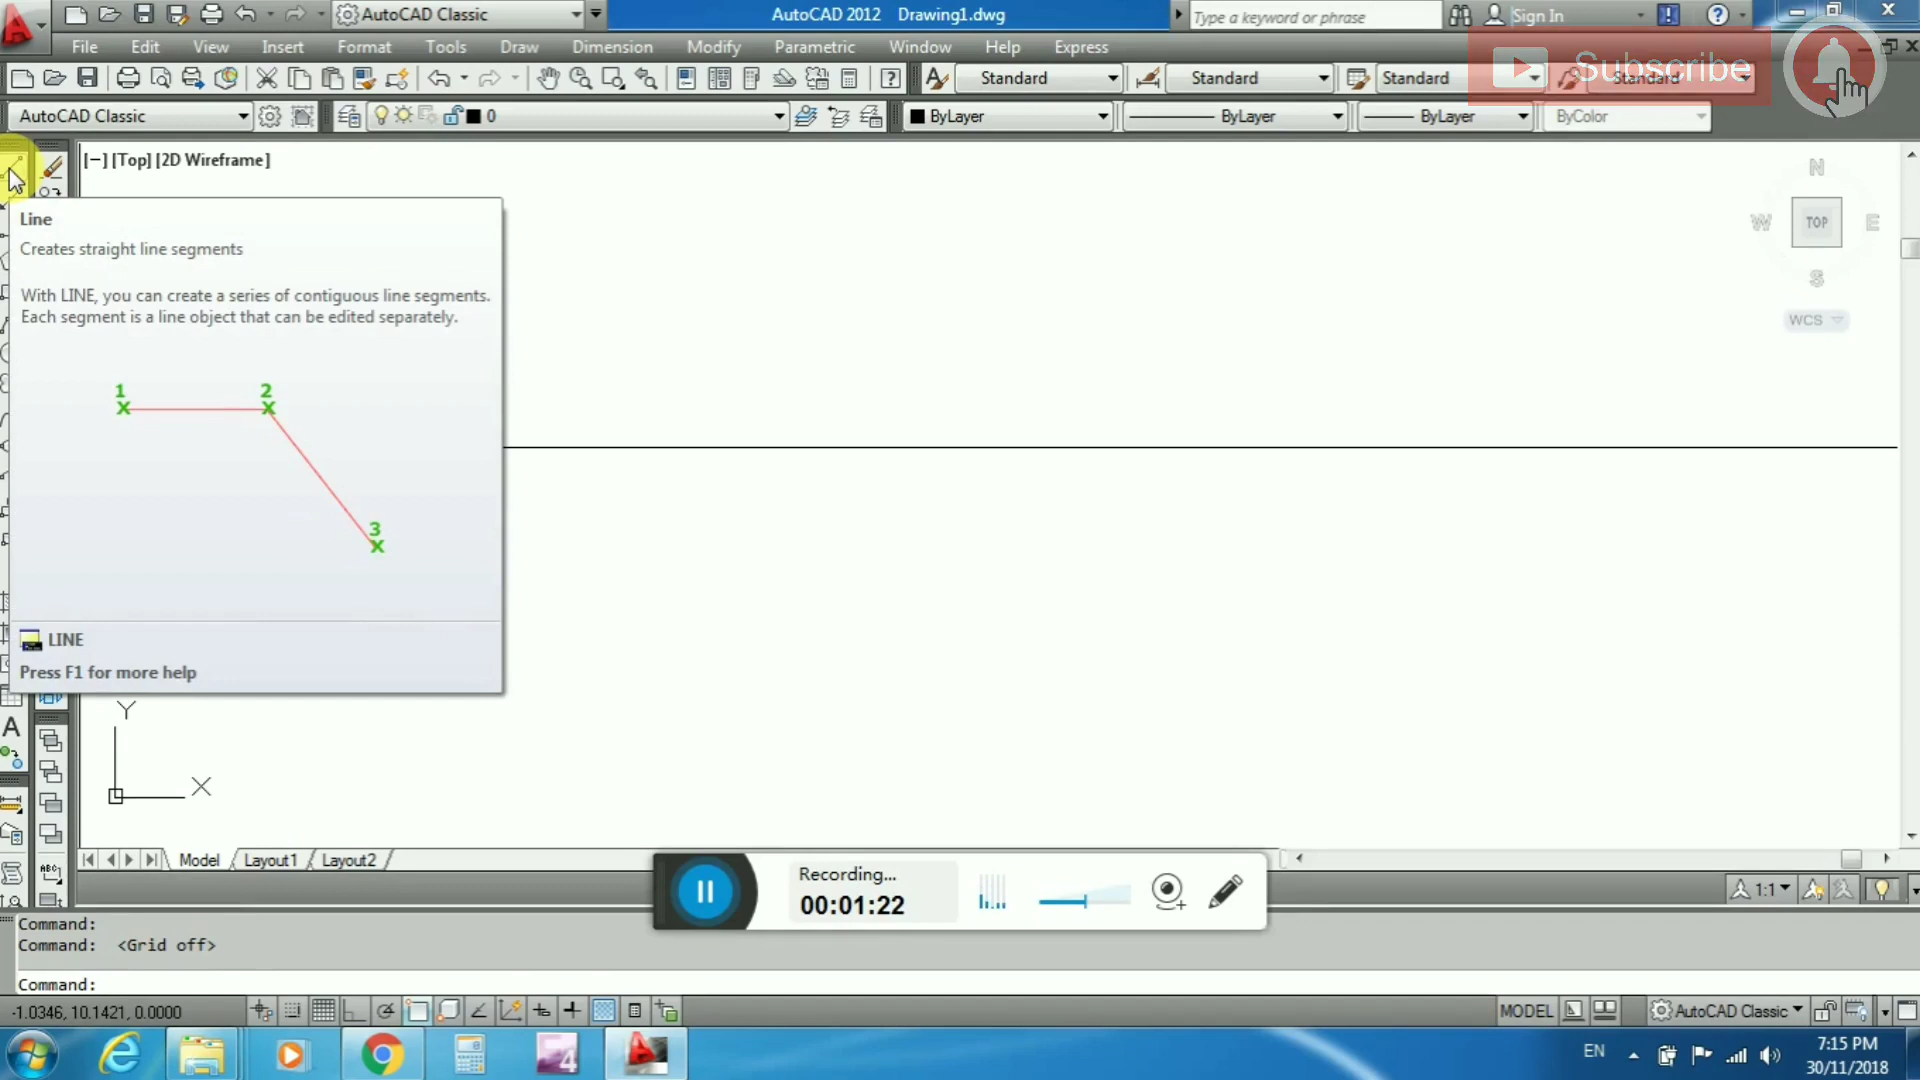 AutoCAD Classic
AutoCAD 2012 Drawing1.dwg
Type a keyword or phrase
Sign In
File Edit View Insert Format Tools Draw Dimension Modify Parametric Window Help Express
Standard Standard Standard Standard
Subscribe
AutoCAD Classic 0 ByLayer ByLayer ByLayer ByColor
[−] [Top] [2D Wireframe]
N
W TOP E
S
WCS
Line
Creates straight line segments
With LINE, you can create a series of contiguous line segments.
Each segment is a line object that can be edited separately.
1 2
3
LINE
Press F1 for more help
A
Y
X
ABC
Model Layout1 Layout2
Recording...
00:01:22
1:1
Command:
Command: <Grid off>
Command:
-1.0346, 10.1421, 0.0000
MODEL
AutoCAD Classic
4
EN
7:15 PM
30/11/2018